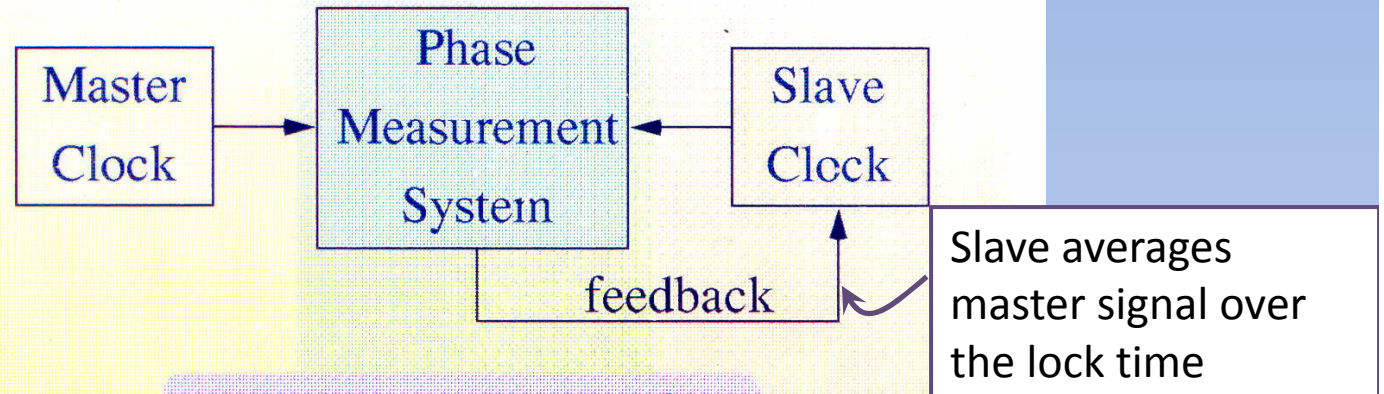 Master
Clock
Phase
Measurement
System
Slave
Clock
feedback
Slave averages
master signal over
the lock time